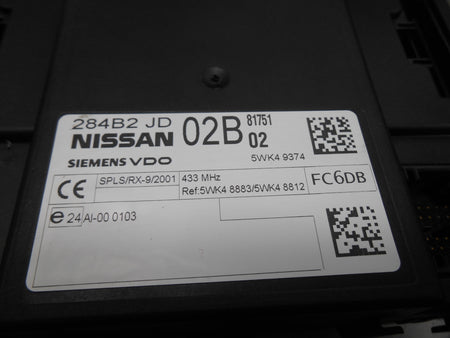 284B2 JD
NISSAN 02B 81751 02
SIEMENS VDO 5WK4 9374
CE SPLS/RX-9/2001 433 MHz FC6DB
Ref:5WK4 8883/5WK4 8812
e 24 AI-00 0103